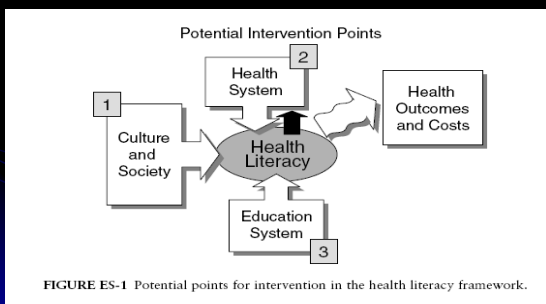 Potential Intervention Points
2
Health
System
1
Culture
and
Society
Health
Literacy
Health
Outcomes
and Costs
Education
System
3
FIGURE ES-1 Potential points for intervention in the health literacy framework.